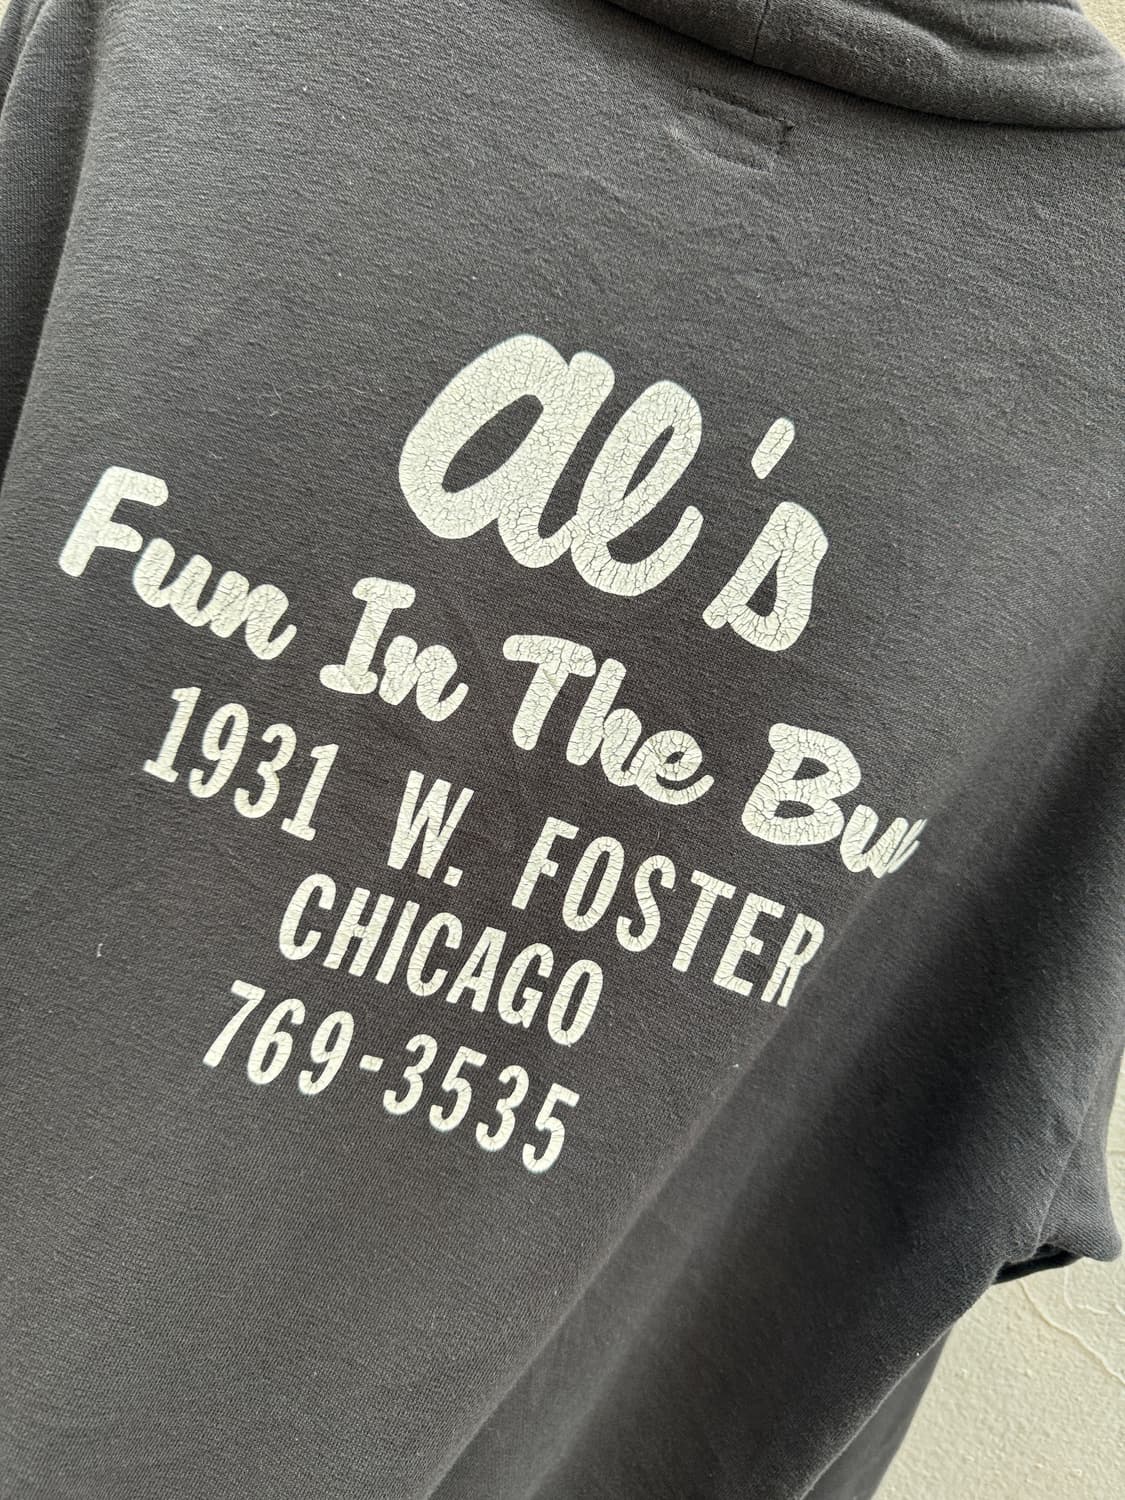 Al's
Fun In The
1931 W. FOSTER
CHICAGO
769-3535